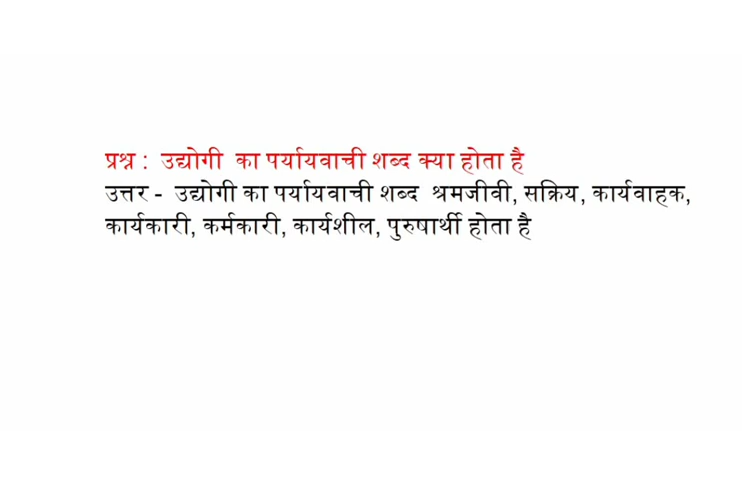 प्रश्न : उद्योगी का पर्यायवाची शब्द क्या होता है
उत्तर - उद्योगी का पर्यायवाची शब्द श्रमजीवी, सक्रिय, कार्यवाहक,
कार्यकारी, कर्मकारी, कार्यशील, पुरुषार्थी होता है